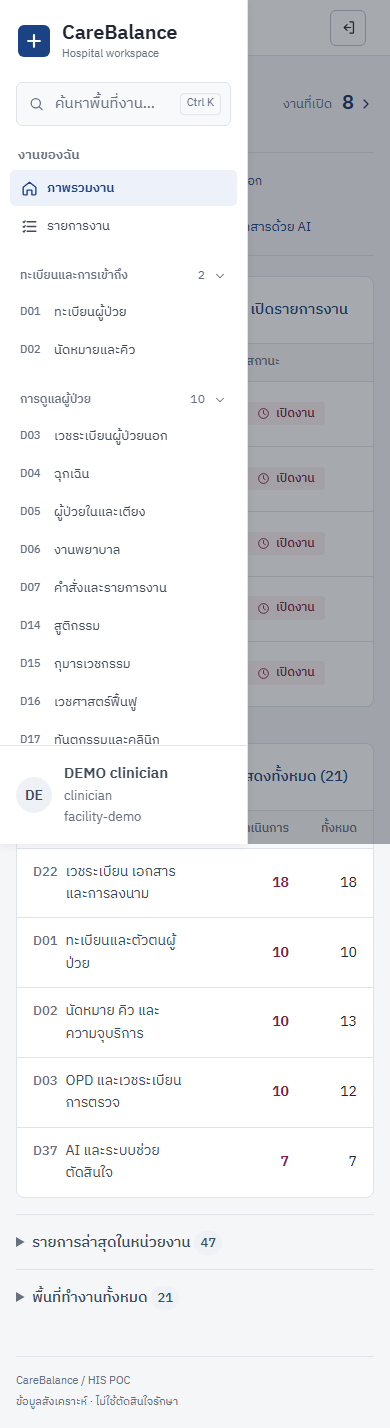 CareBalance
Hospital workspace
ค้นหาพื้นที่งาน...
Ctrl K
งานที่เปิด 8
งานของฉัน
ภาพรวมงาน
รายการงาน
สารด้วย AI
ทะเบียนและการเข้าถึง 2
D01 ทะเบียนผู้ป่วย
เปิดรายการงาน
D02 นัดหมายและคิว
สถานะ
การดูแลผู้ป่วย 10
เปิดงาน
D03 เวชระเบียนผู้ป่วยนอก
D04 ฉุกเฉิน
เปิดงาน
D05 ผู้ป่วยในและเตียง
D06 งานพยาบาล
เปิดงาน
D07 คำสั่งและรายการงาน
เปิดงาน
D14 สูติกรรม
D15 กุมารเวชกรรม
เปิดงาน
D16 เวชศาสตร์ฟื้นฟู
D17 ทันตกรรมและคลินิก
DE
DEMO clinician
clinician
facility-demo
ทั้งหมด (21)
ทั้งหมด
D22 เวชระเบียน เอกสาร
และการลงนาม
18 18
D01 ทะเบียนและตัวตนผู้
ป่วย
10 10
D02 นัดหมาย คิว และ
ความจุบริการ
10 13
D03 OPD และเวชระเบียน
การตรวจ
10 12
D37 AI และระบบช่วย
ตัดสินใจ
7 7
รายการล่าสุดในหน่วยงาน 47
พื้นที่ทำงานทั้งหมด 21
CareBalance / HIS POC
ข้อมูลสังเคราะห์ · ไม่ใช้ตัดสินใจรักษา